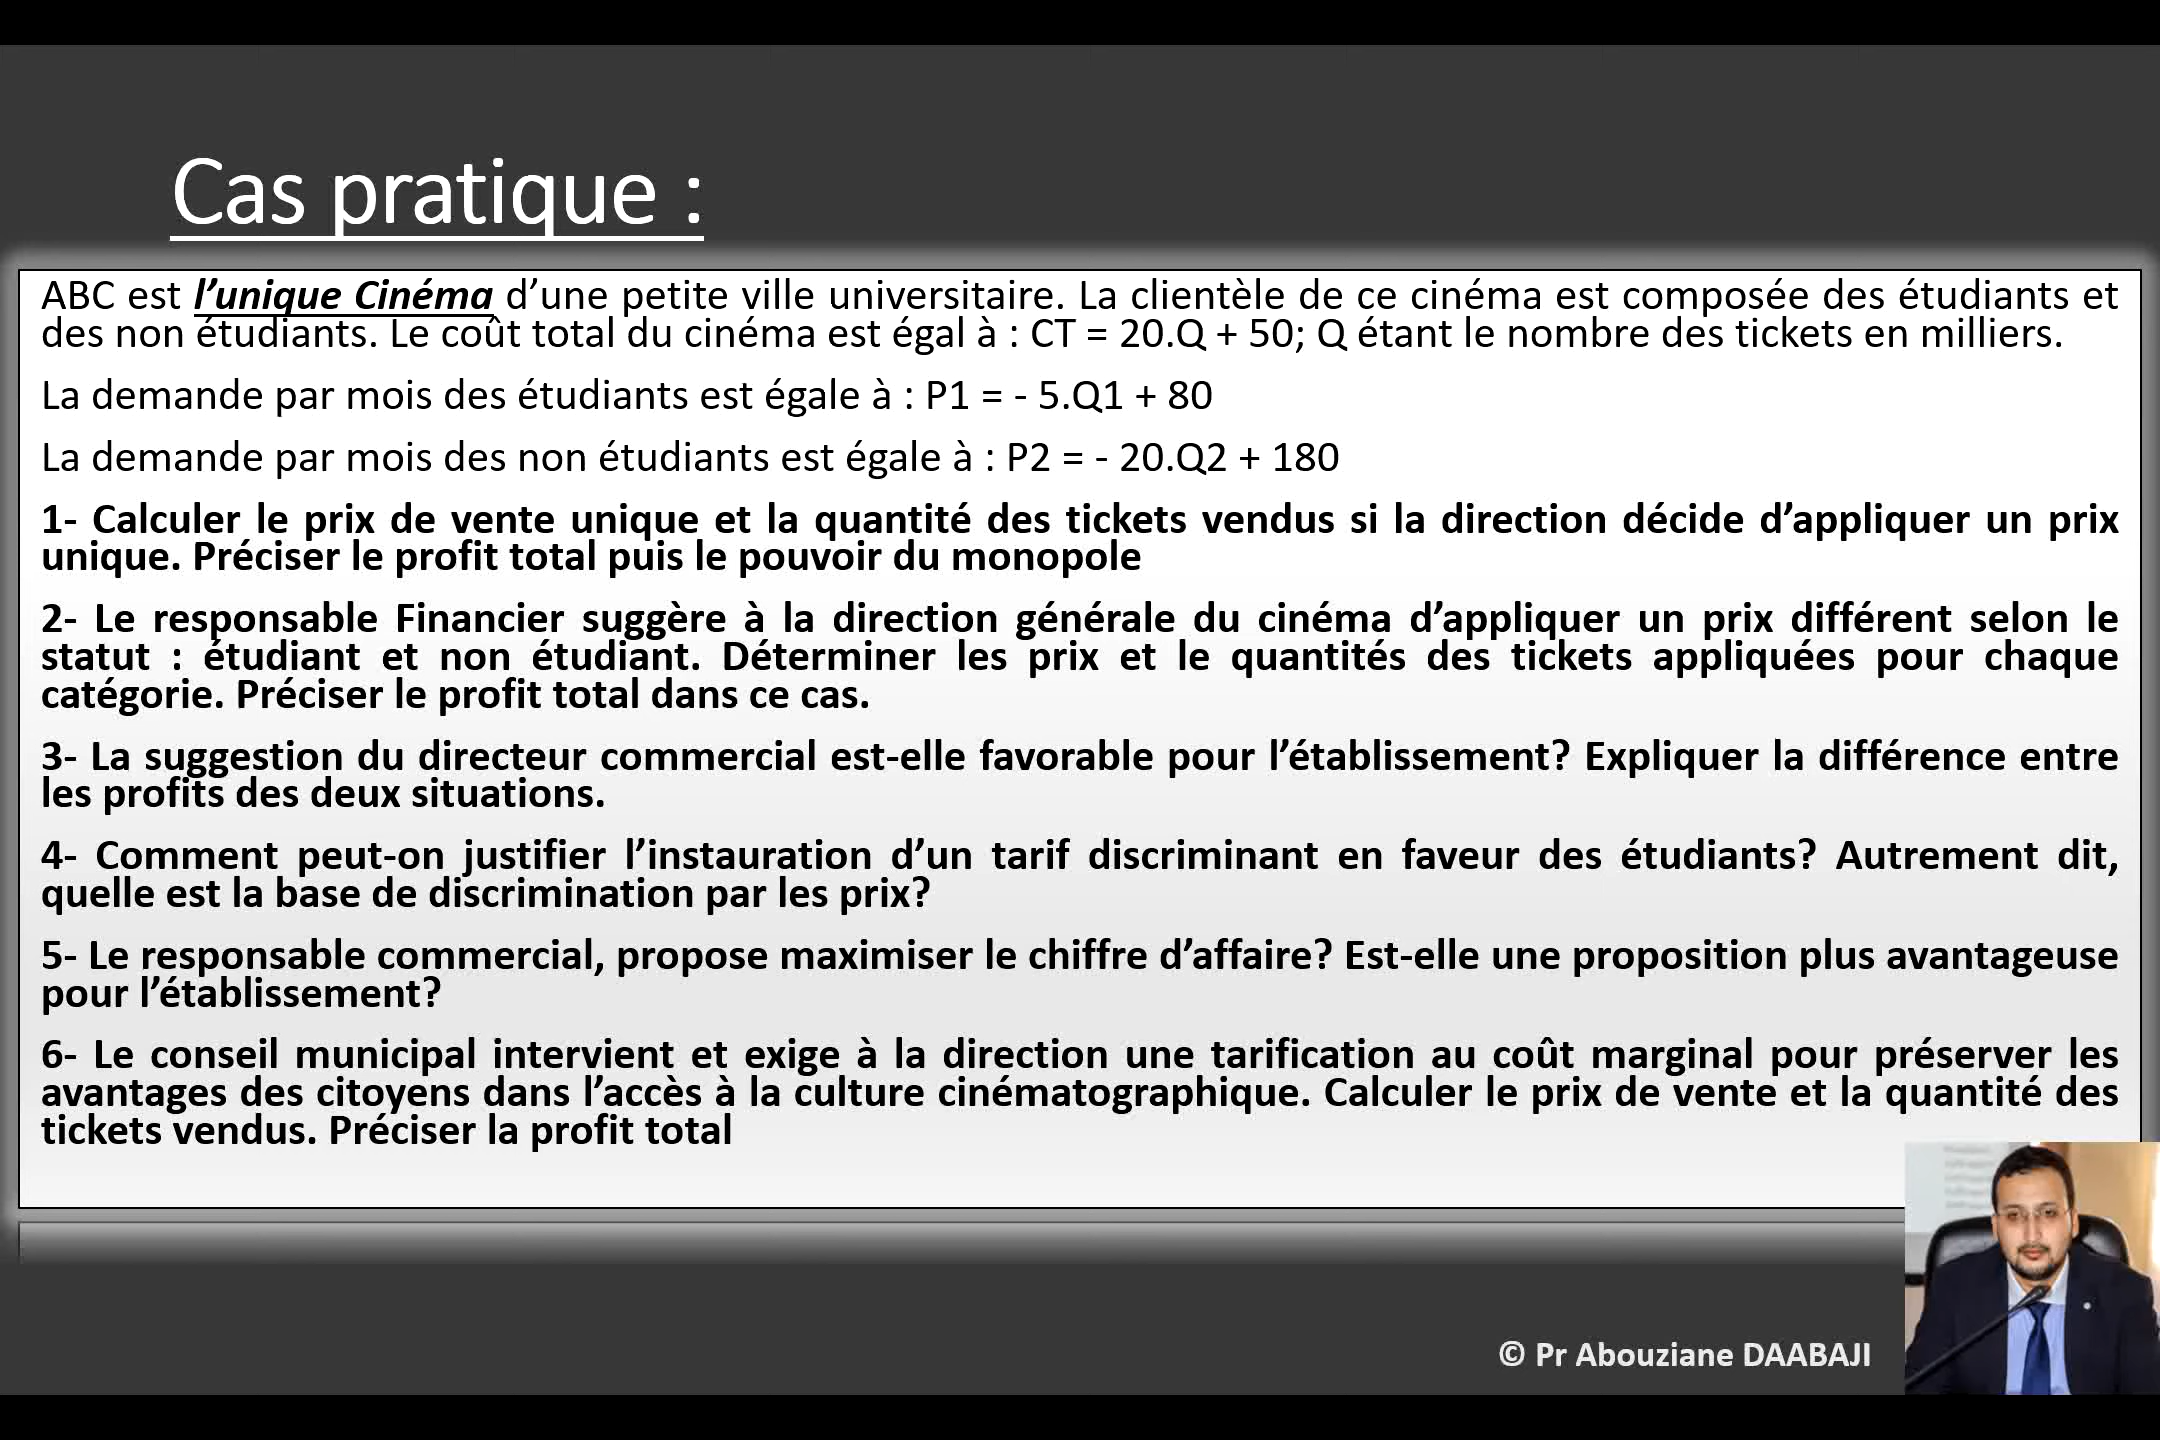 Cas pratique :
ABC est l’unique Cinéma d’une petite ville universitaire. La clientèle de ce cinéma est composée des étudiants et
des non étudiants. Le coût total du cinéma est égal à : CT = 20.Q + 50; Q étant le nombre des tickets en milliers.
La demande par mois des étudiants est égale à : P1 = - 5.Q1 + 80
La demande par mois des non étudiants est égale à : P2 = - 20.Q2 + 180
1- Calculer le prix de vente unique et la quantité des tickets vendus si la direction décide d’appliquer un prix
unique. Préciser le profit total puis le pouvoir du monopole
2- Le responsable Financier suggère à la direction générale du cinéma d’appliquer un prix différent selon le
statut : étudiant et non étudiant. Déterminer les prix et le quantités des tickets appliquées pour chaque
catégorie. Préciser le profit total dans ce cas.
3- La suggestion du directeur commercial est-elle favorable pour l’établissement? Expliquer la différence entre
les profits des deux situations.
4- Comment peut-on justifier l’instauration d’un tarif discriminant en faveur des étudiants? Autrement dit,
quelle est la base de discrimination par les prix?
5- Le responsable commercial, propose maximiser le chiffre d’affaire? Est-elle une proposition plus avantageuse
pour l’établissement?
6- Le conseil municipal intervient et exige à la direction une tarification au coût marginal pour préserver les
avantages des citoyens dans l’accès à la culture cinématographique. Calculer le prix de vente et la quantité des
tickets vendus. Préciser la profit total
© Pr Abouziane DAABAJI